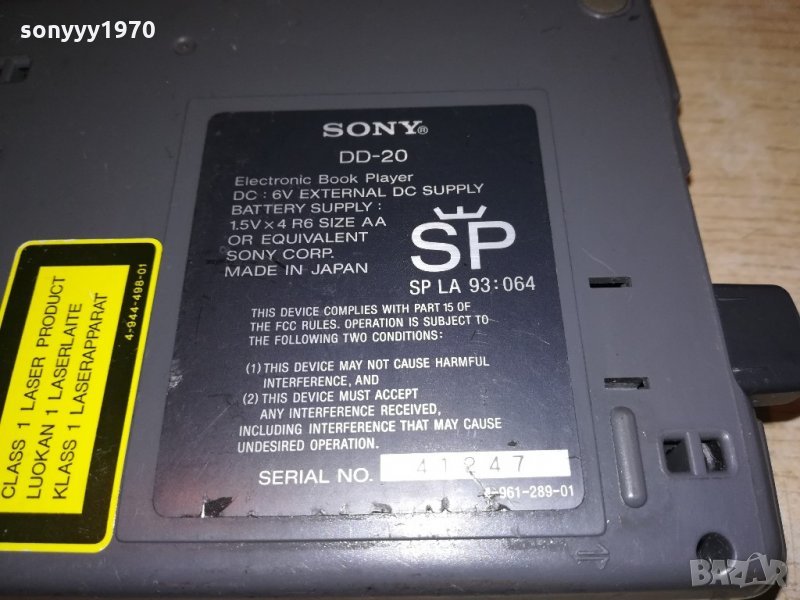 sonyyy1970
SONY®
DD-20
Electronic Book Player
DC : 6V EXTERNAL DC SUPPLY
BATTERY SUPPLY :
1.5V×4 R6 SIZE AA
OR EQUIVALENT
SONY CORP.
MADE IN JAPAN
SP
SP LA 93:064
THIS DEVICE COMPLIES WITH PART 15 OF
THE FCC RULES. OPERATION IS SUBJECT TO
THE FOLLOWING TWO CONDITIONS:
(1) THIS DEVICE MAY NOT CAUSE HARMFUL
INTERFERENCE, AND
(2) THIS DEVICE MUST ACCEPT
ANY INTERFERENCE RECEIVED,
INCLUDING INTERFERENCE THAT MAY CAUSE
UNDESIRED OPERATION.
SERIAL NO. 41247
4-961-289-01
CLASS 1 LASER PRODUCT
LUOKAN 1 LASERLAITE
KLASS 1 LASERAPPARAT
4-944-498-01
BAZAR